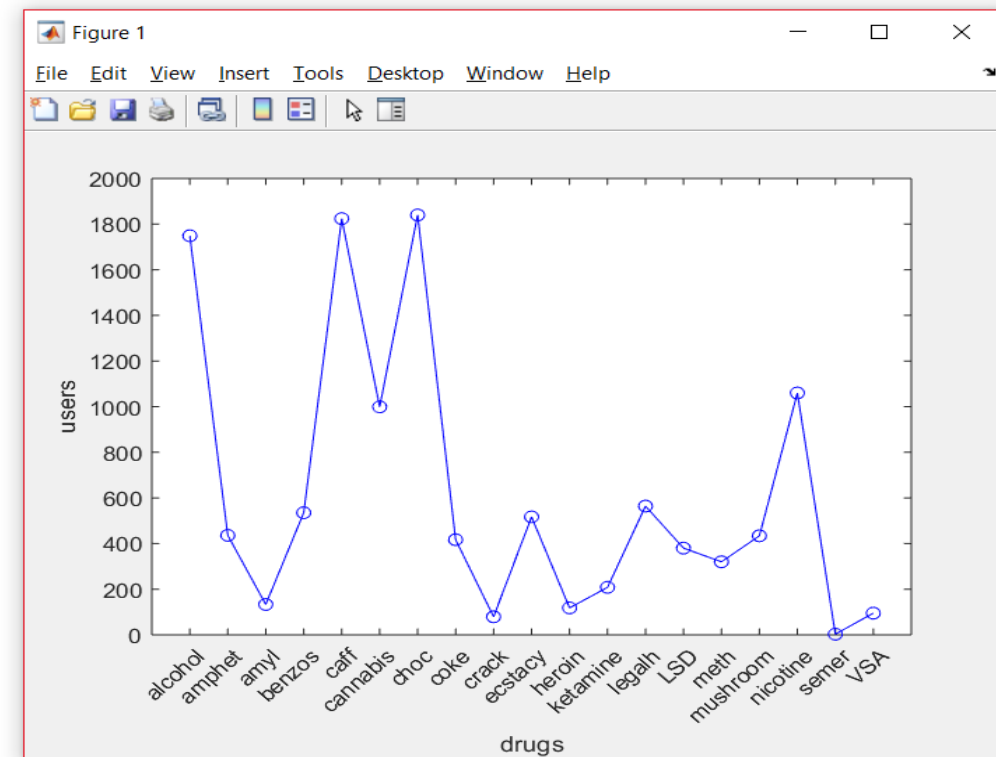 Figure 1
File Edit View Insert Tools Desktop Window Help
2000
1800
1600
1400
1200
1000
800
600
400
200
0
users
alcohol
amphet
amyl
benzos
caff
cannabis
choc
coke
crack
ecstacy
heroin
ketamine
legalh
LSD
meth
mushroom
nicotine
semer
VSA
drugs